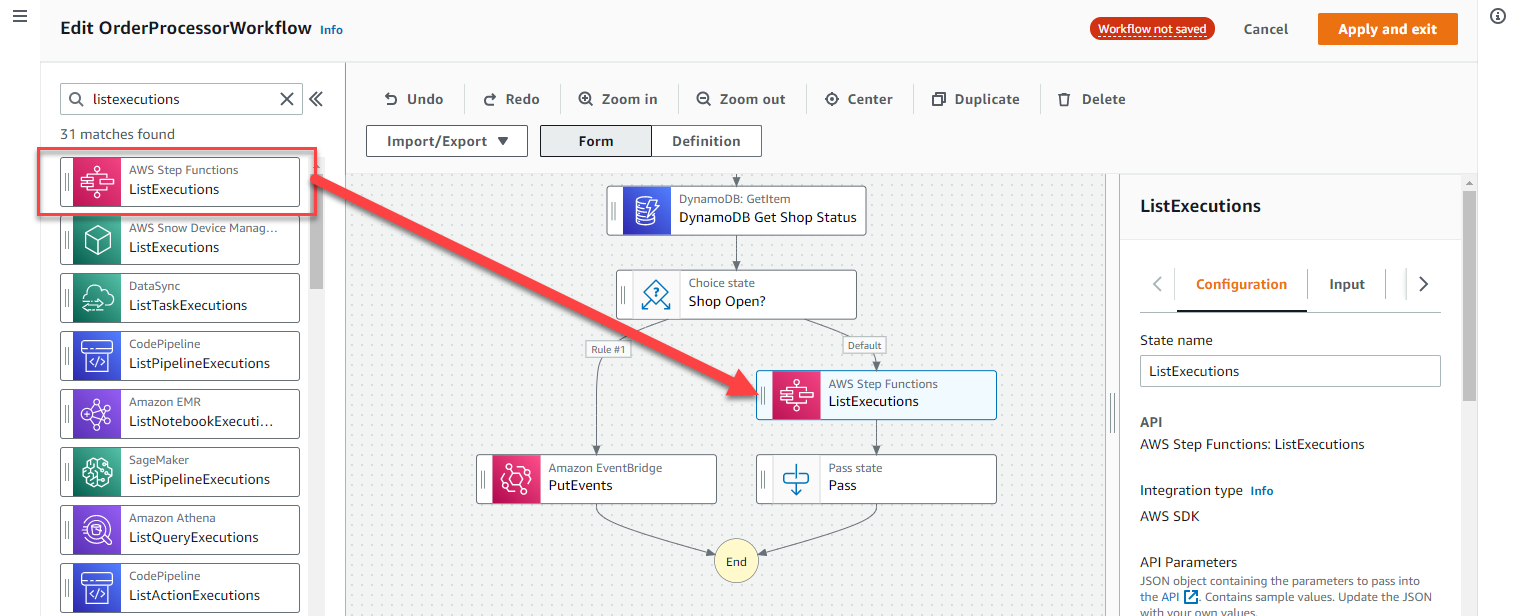 Edit OrderProcessorWorkflow Info
Workflow not saved
Cancel
Apply and exit
listexecutions
31 matches found
AWS Step Functions
ListExecutions
AWS Snow Device Manag...
ListExecutions
DataSync
ListTaskExecutions
CodePipeline
ListPipelineExecutions
Amazon EMR
ListNotebookExecuti...
SageMaker
ListPipelineExecutions
Amazon Athena
ListQueryExecutions
CodePipeline
ListActionExecutions
Undo
Redo
Zoom in
Zoom out
Center
Duplicate
Delete
Import/Export
Form
Definition
DynamoDB: GetItem
DynamoDB Get Shop Status
Choice state
Shop Open?
Rule #1
Default
AWS Step Functions
ListExecutions
Amazon EventBridge
PutEvents
Pass state
Pass
End
ListExecutions
Configuration
Input
State name
ListExecutions
API
AWS Step Functions: ListExecutions
Integration type Info
AWS SDK
API Parameters
JSON object containing the parameters to pass into
the API . Contains sample values. Update the JSON
with your own values.